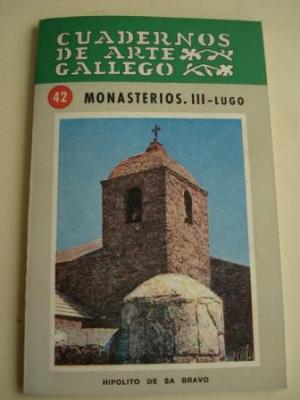 CUADERNOS
DE ARTE
GALLEGO
42 MONASTERIOS. III-LUGO
HIPOLITO DE SA BRAVO